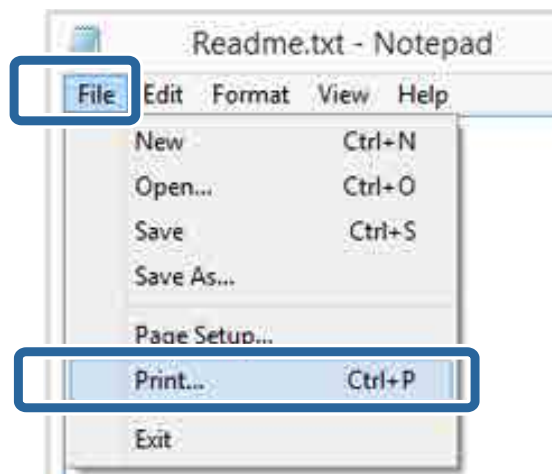 Readme.txt - Notepad
File Edit Format View Help
New Ctrl+N
Open... Ctrl+O
Save Ctrl+S
Save As...
Page Setup...
Print... Ctrl+P
Exit